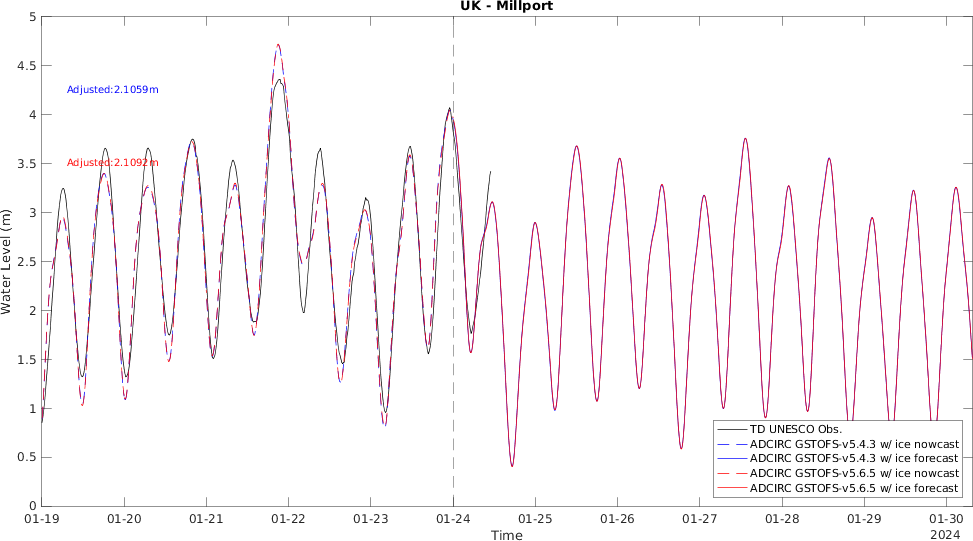 UK - Millport
Water Level (m)
5
4.5
4
3.5
3
2.5
2
1.5
1
0.5
0
Adjusted:2.1059m
Adjusted:2.1092m
TD UNESCO Obs.
ADCIRC GSTOFS-v5.4.3 w/ ice nowcast
ADCIRC GSTOFS-v5.4.3 w/ ice forecast
ADCIRC GSTOFS-v5.6.5 w/ ice nowcast
ADCIRC GSTOFS-v5.6.5 w/ ice forecast
01-19 01-20 01-21 01-22 01-23 01-24 01-25 01-26 01-27 01-28 01-29 01-30
2024
Time